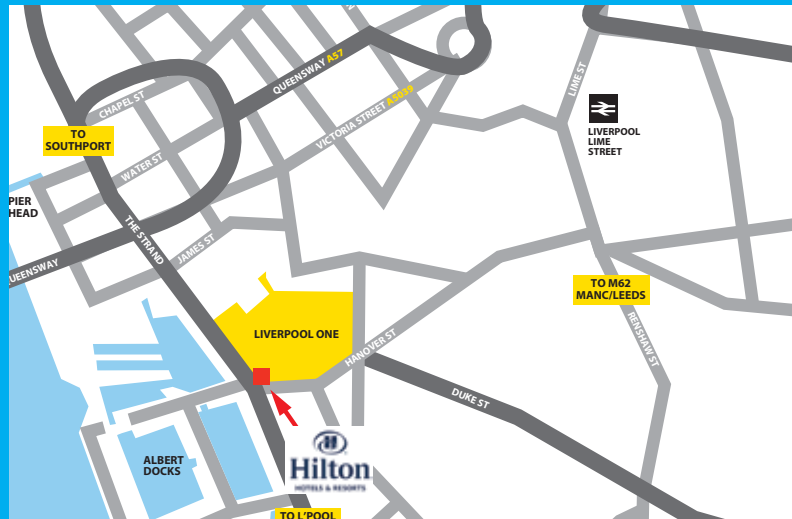 CHAPEL ST
QUEENSWAY A57
LIME ST
VICTORIA STREET A5039
LIVERPOOL
LIME
STREET
TO
SOUTHPORT
WATER ST
PIER
HEAD
THE STRAND
JAMES ST
QUEENSWAY
TO M62
MANC/LEEDS
LIVERPOOL ONE
HANOVER ST
RENSHAW ST
DUKE ST
ALBERT
DOCKS
Hilton
HOTELS & RESORTS
TO L'POOL